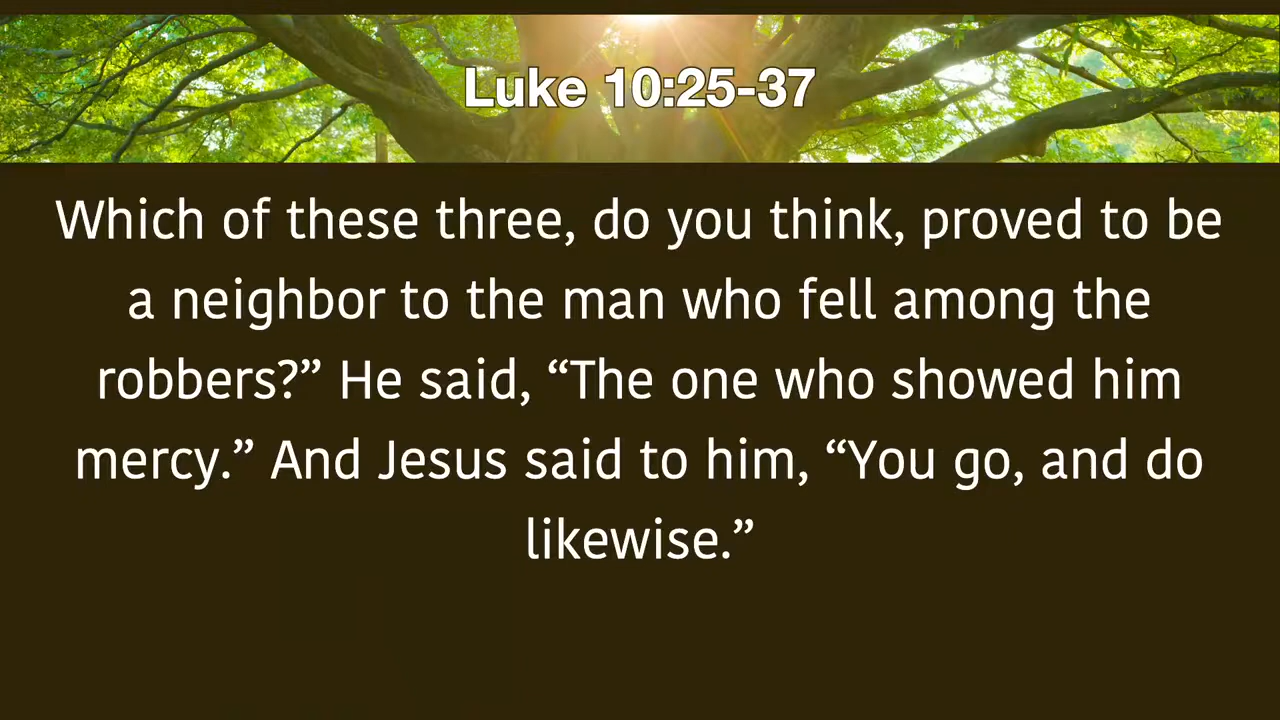 Luke 10:25-37
Which of these three, do you think, proved to be
a neighbor to the man who fell among the
robbers?” He said, “The one who showed him
mercy.” And Jesus said to him, “You go, and do
likewise.”